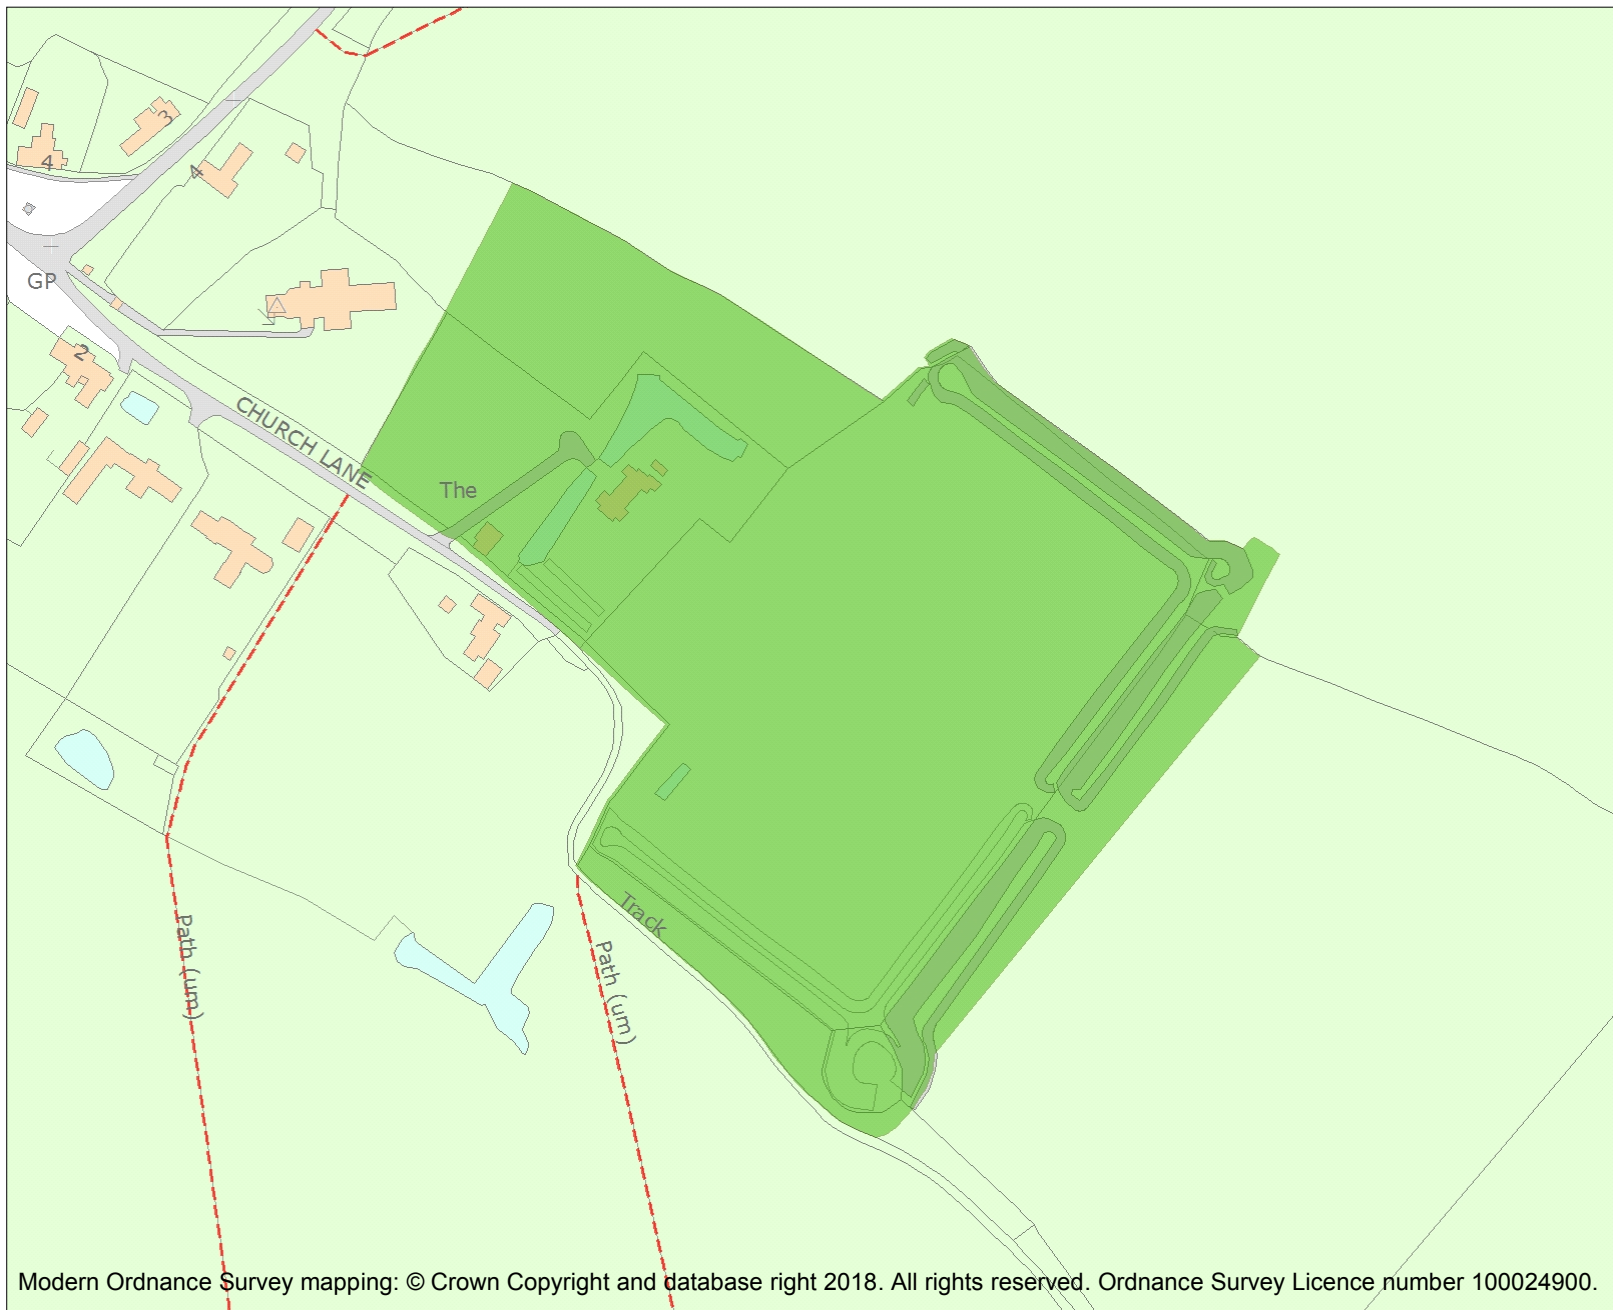 3
4
4
GP
2
CHURCH LANE
The
Track
Path (um)
Path (um)
Modern Ordnance Survey mapping: © Crown Copyright and database right 2018. All rights reserved. Ordnance Survey Licence number 100024900.